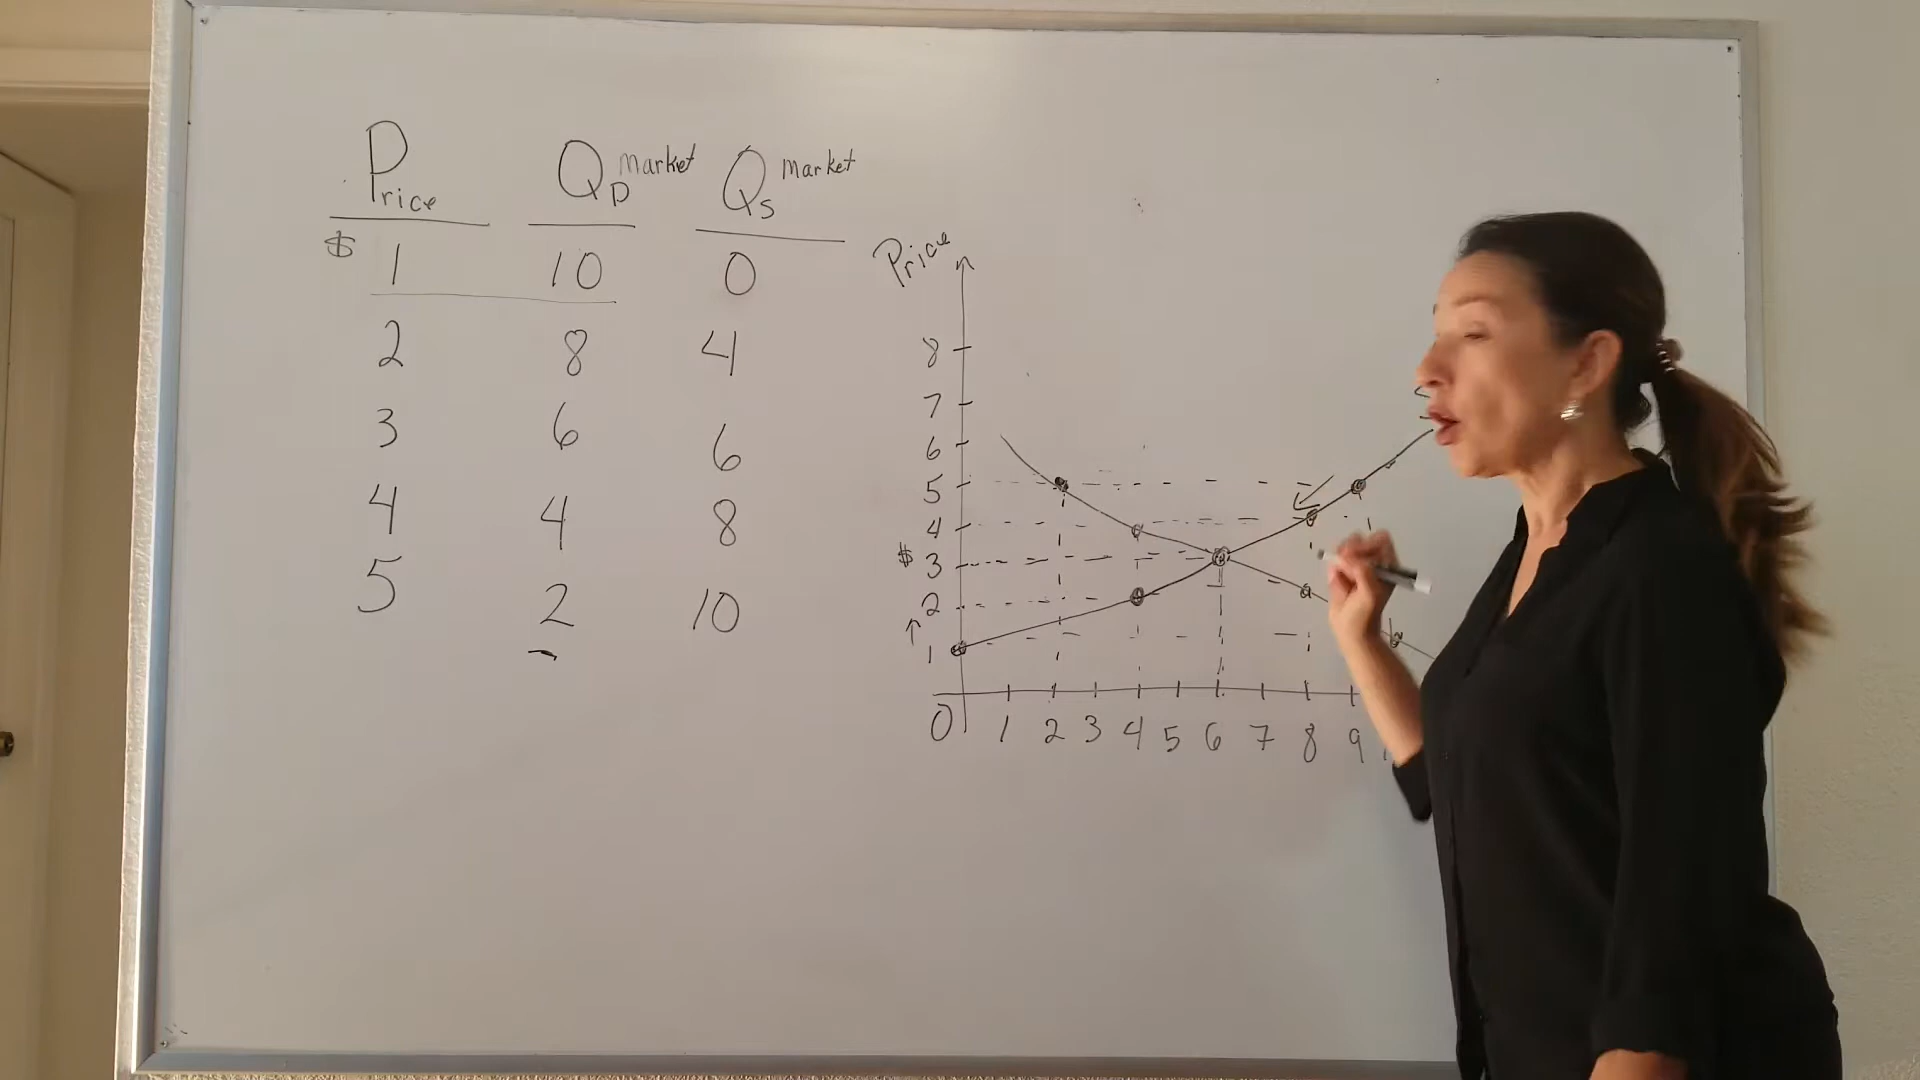 Price Q_D market Q_S market
$ 1 10 0
2 8 4
3 6 6
4 4 8
5 2 10
Price
8
7
6
5
4
$ 3
2
1
0 1 2 3 4 5 6 7 8 9